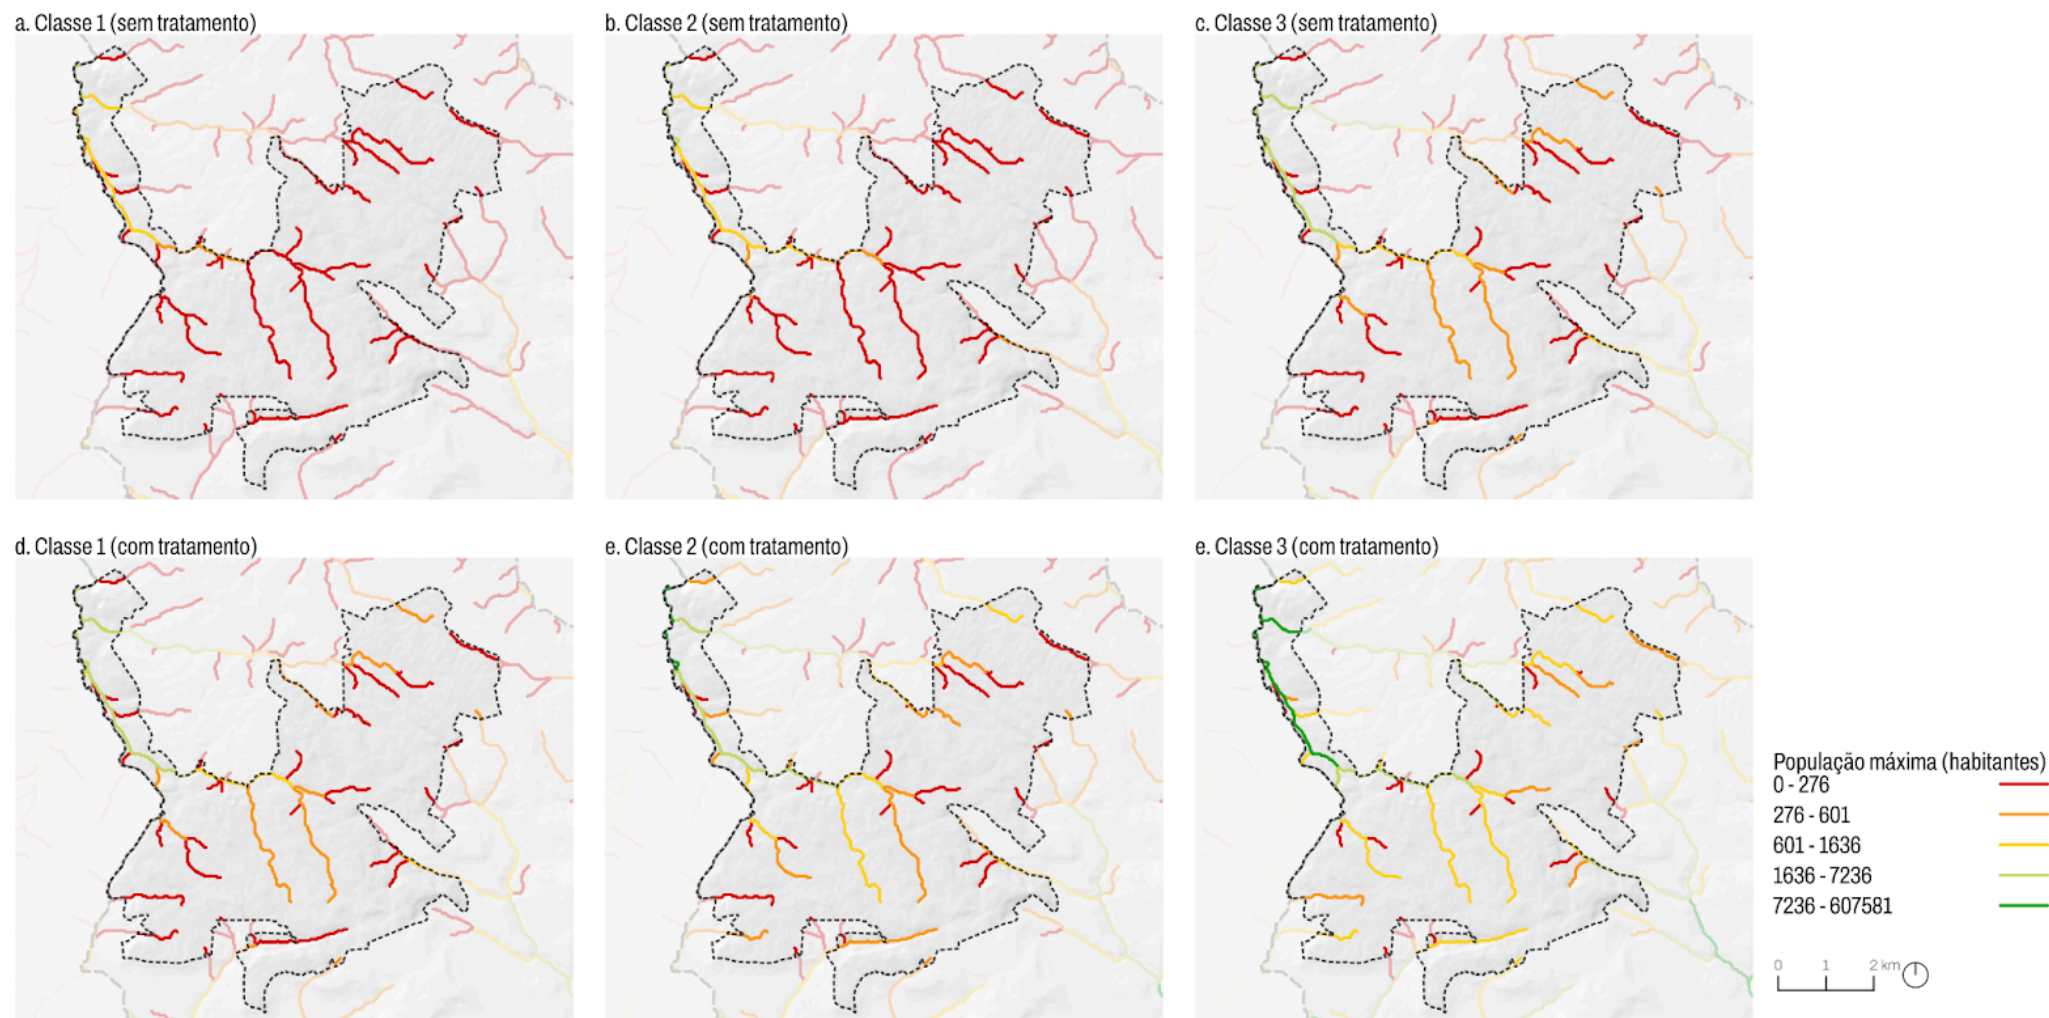 a. Classe 1 (sem tratamento)
b. Classe 2 (sem tratamento)
c. Classe 3 (sem tratamento)
d. Classe 1 (com tratamento)
e. Classe 2 (com tratamento)
e. Classe 3 (com tratamento)
População máxima (habitantes)
0 - 276
276 - 601
601 - 1636
1636 - 7236
7236 - 607581
0 1 2 km